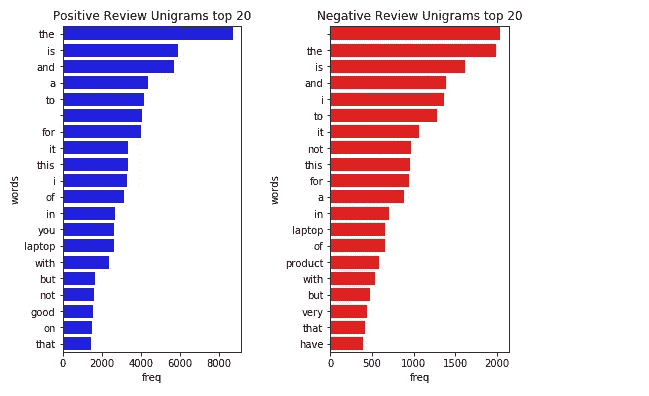 Positive Review Unigrams top 20
the
is
and
a
to
for
it
this
i
of
in
you
laptop
with
but
not
good
on
that
words
0 2000 4000 6000 8000
freq
Negative Review Unigrams top 20
the
is
and
i
to
it
not
this
for
a
in
laptop
of
product
with
but
very
that
have
words
0 500 1000 1500 2000
freq